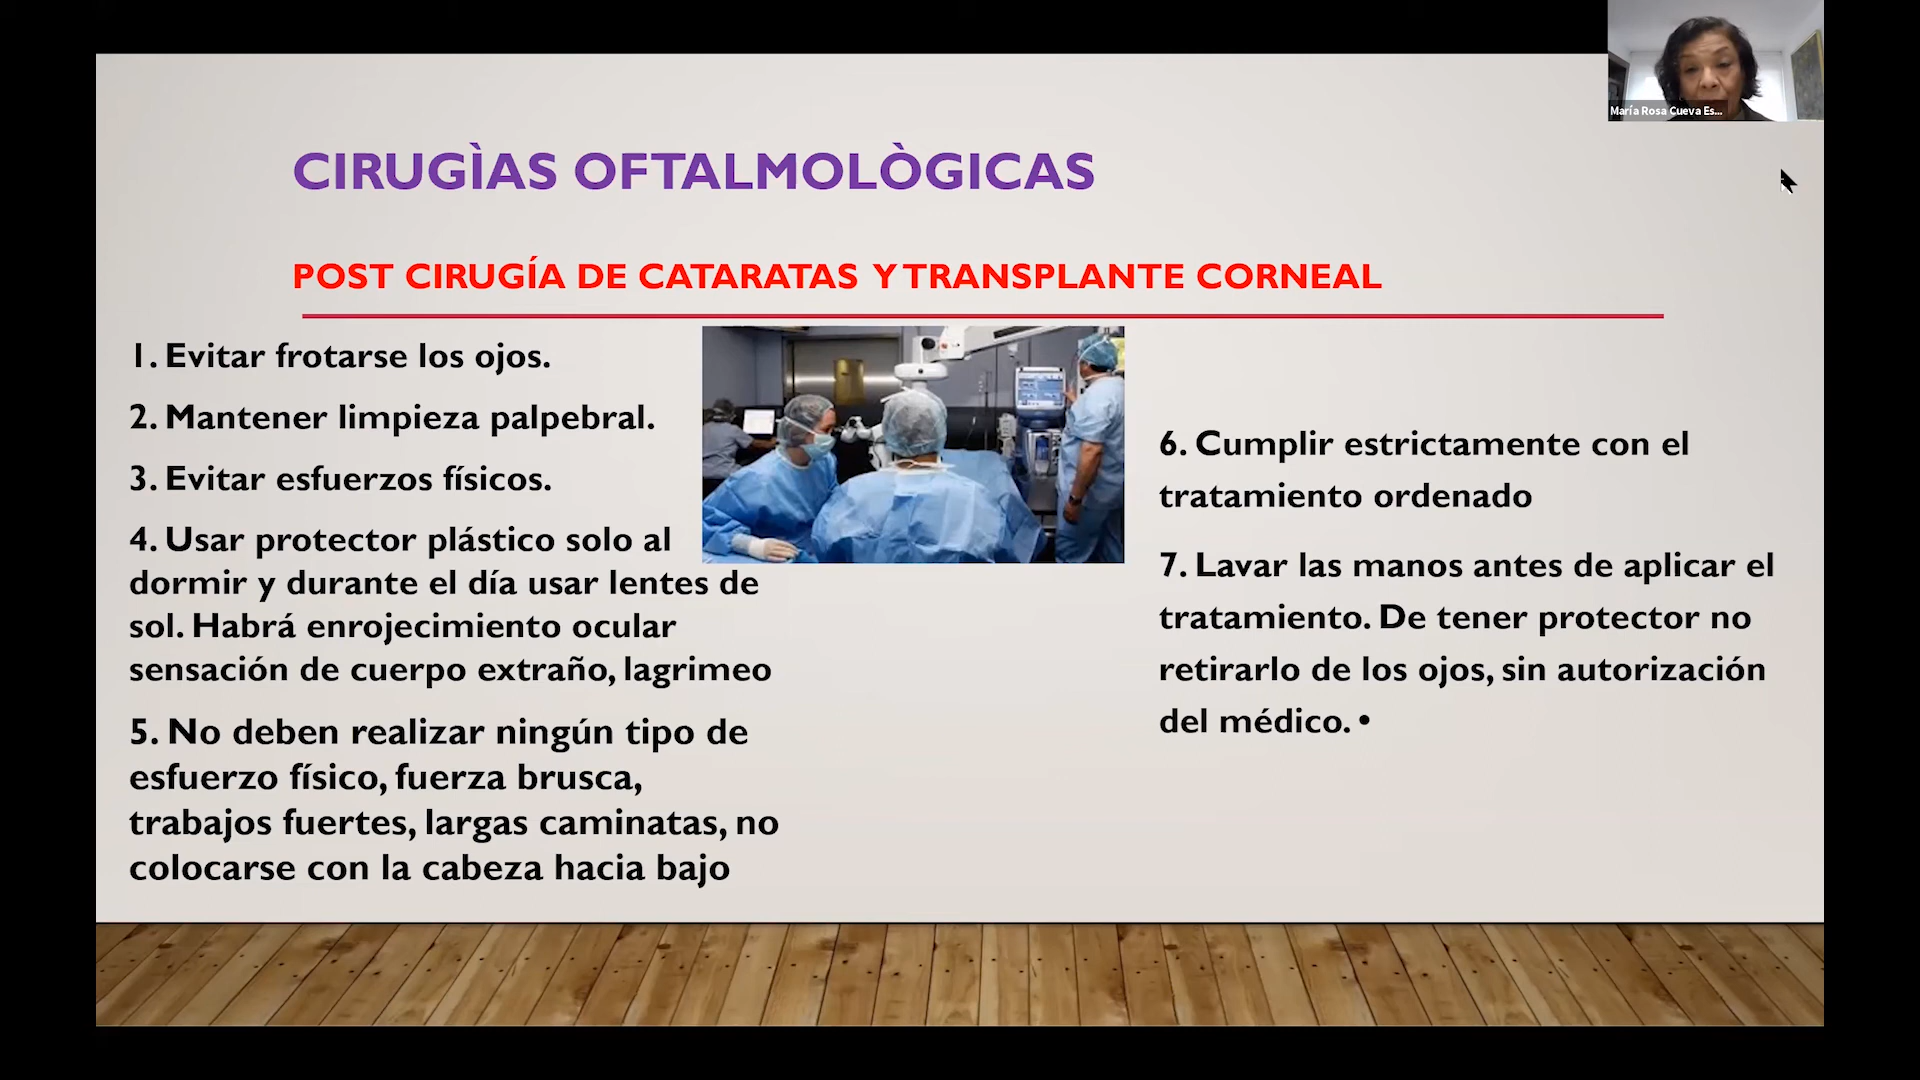 María Rosa Cueva Es...
CIRUGÌAS OFTALMOLÒGICAS
POST CIRUGÍA DE CATARATAS Y TRANSPLANTE CORNEAL
1. Evitar frotarse los ojos.
2. Mantener limpieza palpebral.
3. Evitar esfuerzos físicos.
4. Usar protector plástico solo al
dormir y durante el día usar lentes de
sol. Habrá enrojecimiento ocular
sensación de cuerpo extraño, lagrimeo
5. No deben realizar ningún tipo de
esfuerzo físico, fuerza brusca,
trabajos fuertes, largas caminatas, no
colocarse con la cabeza hacia bajo
6. Cumplir estrictamente con el
tratamiento ordenado
7. Lavar las manos antes de aplicar el
tratamiento. De tener protector no
retirarlo de los ojos, sin autorización
del médico. •